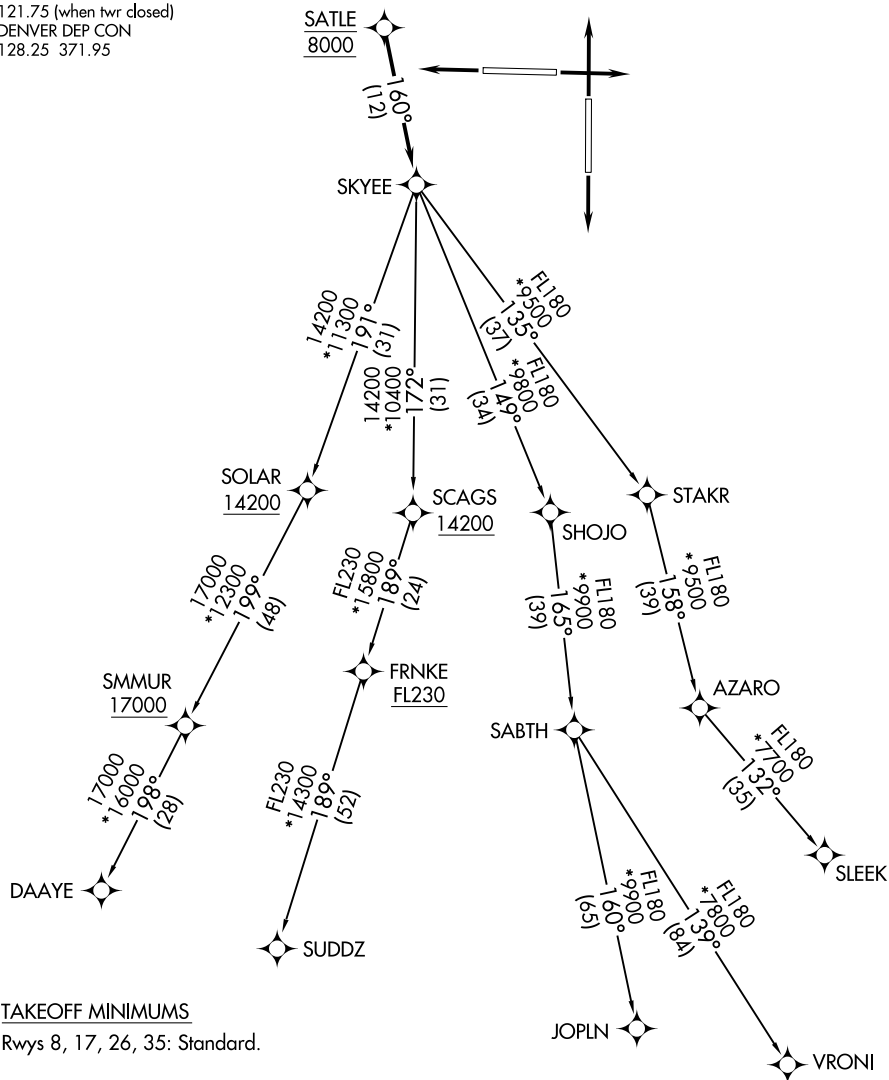 121.75 (when twr closed)
DENVER DEP CON
128.25 371.95
SATLE
8000
160°
(12)
SKYEE
14200
*11300
191°
(31)
14200
*10400
172°
(31)
FL180
*9800
149°
(34)
FL180
*9500
135°
(37)
SOLAR
14200
SCAGS
14200
SHOJO
STAKR
17000
*12300
199°
(48)
FL230
*15800
189°
(24)
FL180
*9900
165°
(39)
FL180
*9500
158°
(39)
SMMUR
17000
FRNKE
FL230
SABTH
AZARO
17000
*16000
198°
(28)
FL230
*14300
189°
(52)
FL180
*9900
160°
(65)
FL180
*7800
139°
(84)
FL180
*7700
132°
(35)
DAAYE
SUDDZ
SLEEK
JOPLN
VRONI
TAKEOFF MINIMUMS
Rwys 8, 17, 26, 35: Standard.